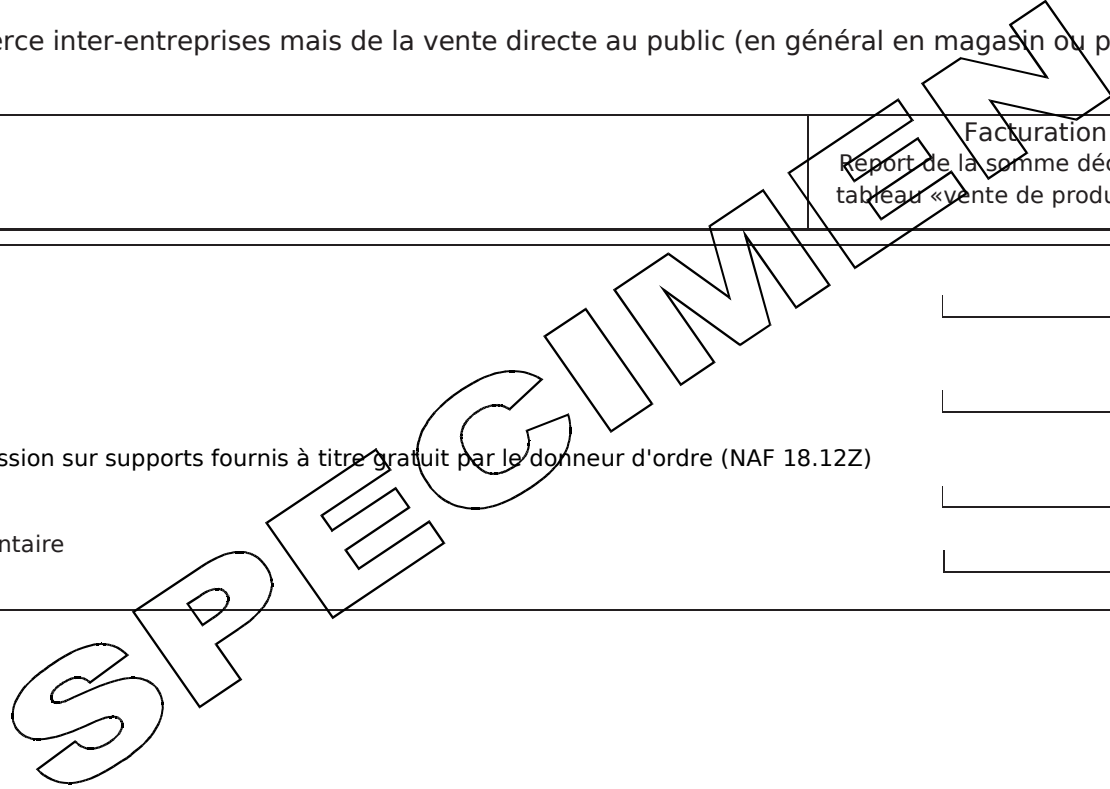 erce inter-entreprises mais de la vente directe au public (en général en magasin ou p
Facturation
Report de la somme déc
tableau «vente de produ
ssion sur supports fournis à titre gratuit par le donneur d'ordre (NAF 18.12Z)
ntaire
SPECIMEN